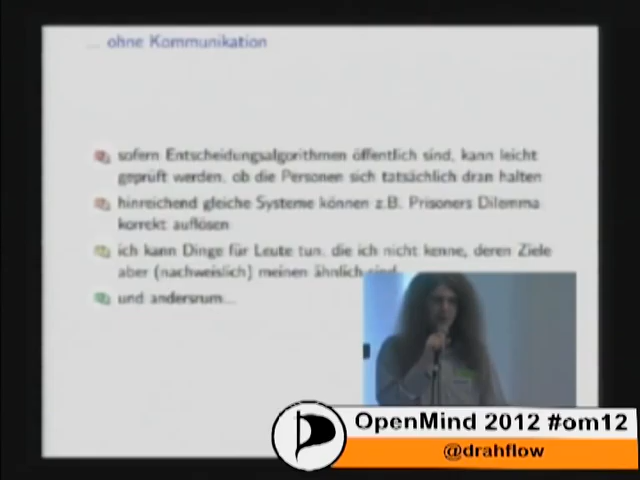 ... ohne Kommunikation
sofern Entscheidungsalgorithmen öffentlich sind, kann leicht
geprüft werden, ob die Personen sich tatsächlich dran halten
hinreichend gleiche Systeme können z.B. Prisoners Dilemma
korrekt auflösen
ich kann Dinge für Leute tun, die ich nicht kenne, deren Ziele
aber (nachweislich) meinen ähnlich sind
und andersrum...
OpenMind 2012 #om12
@drahflow